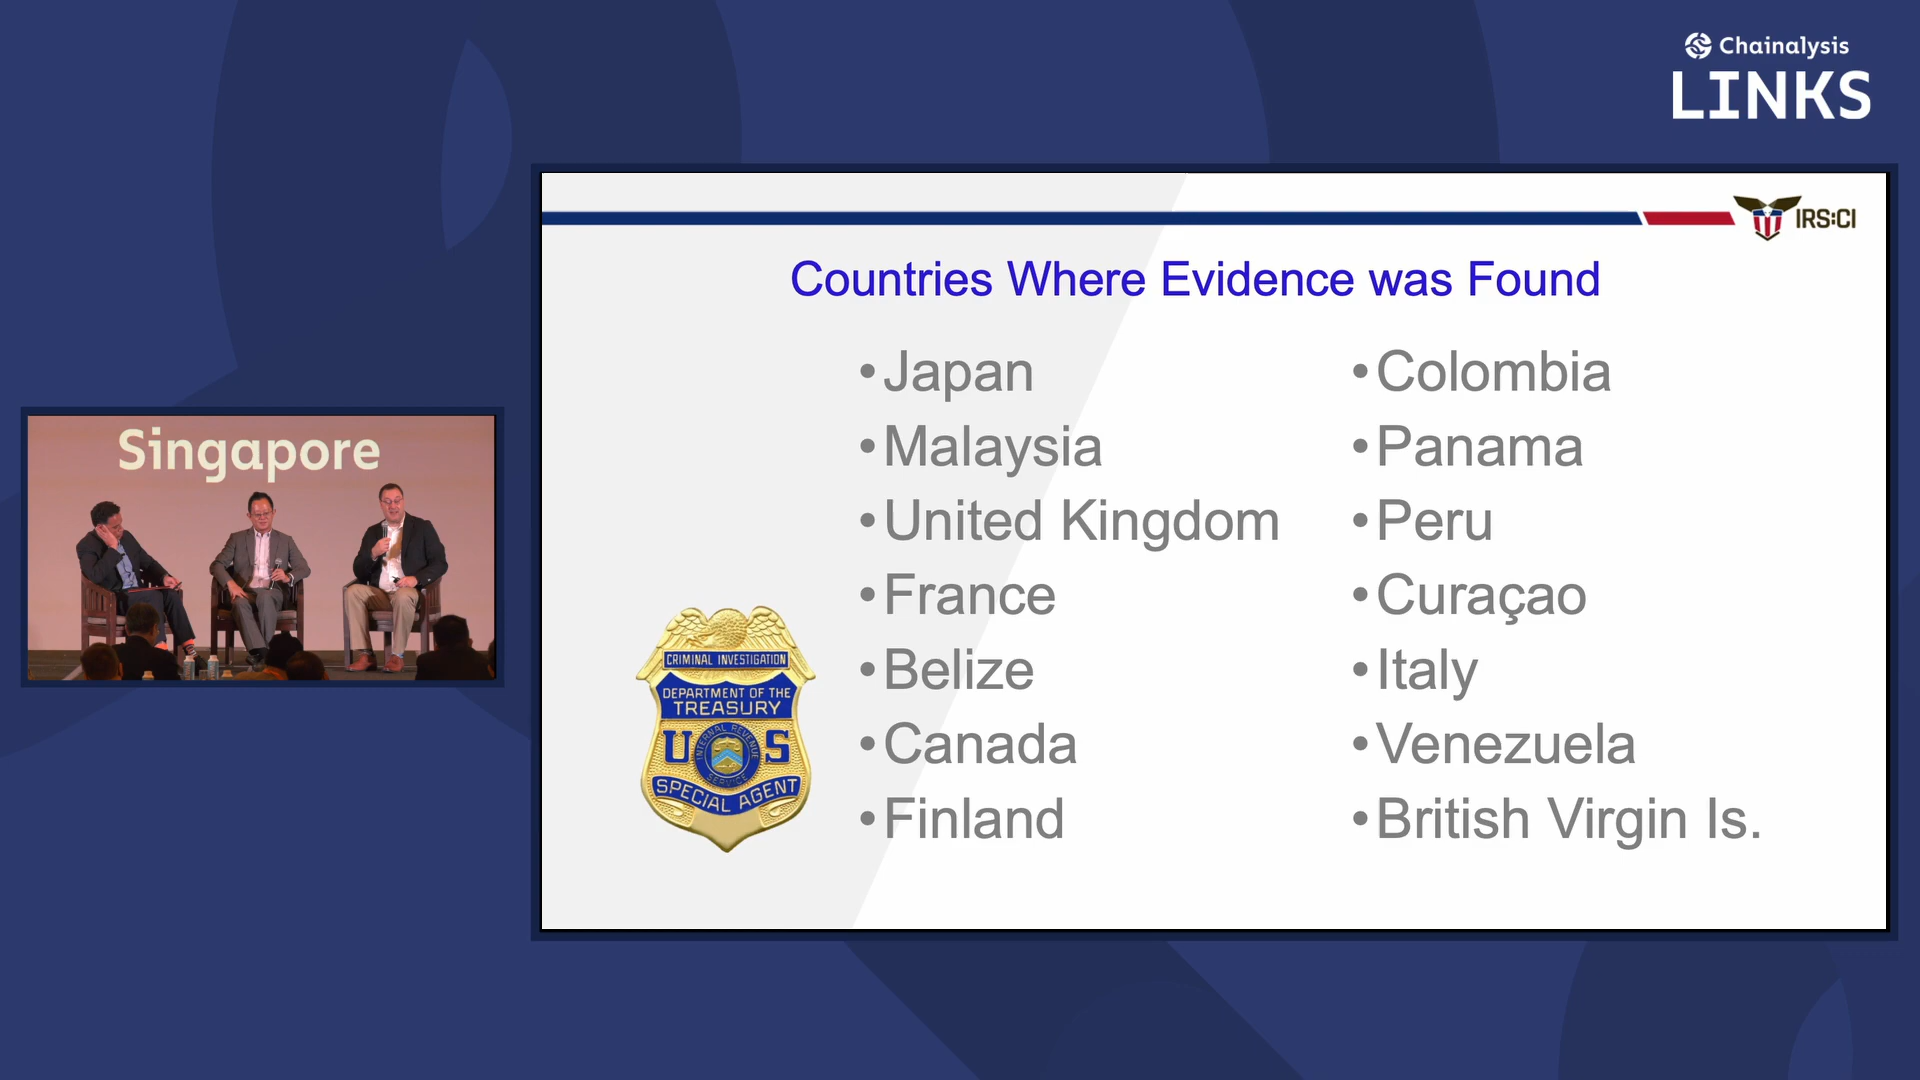 Chainalysis
LINKS
Singapore
IRS:CI
Countries Where Evidence was Found
•Japan
•Malaysia
•United Kingdom
•France
•Belize
•Canada
•Finland
•Colombia
•Panama
•Peru
•Curaçao
•Italy
•Venezuela
•British Virgin Is.
CRIMINAL INVESTIGATION
DEPARTMENT OF THE
TREASURY
U S
INTERNAL REVENUE
SERVICE
SPECIAL AGENT